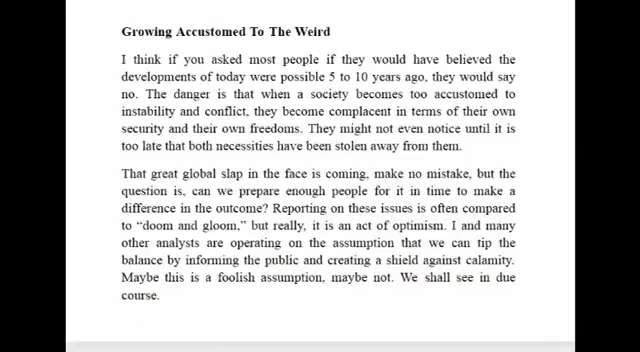 Growing Accustomed To The Weird
I think if you asked most people if they would have believed the
developments of today were possible 5 to 10 years ago, they would say
no. The danger is that when a society becomes too accustomed to
instability and conflict, they become complacent in terms of their own
security and their own freedoms. They might not even notice until it is
too late that both necessities have been stolen away from them.
That great global slap in the face is coming, make no mistake, but the
question is, can we prepare enough people for it in time to make a
difference in the outcome? Reporting on these issues is often compared
to “doom and gloom,” but really, it is an act of optimism. I and many
other analysts are operating on the assumption that we can tip the
balance by informing the public and creating a shield against calamity.
Maybe this is a foolish assumption, maybe not. We shall see in due
course.